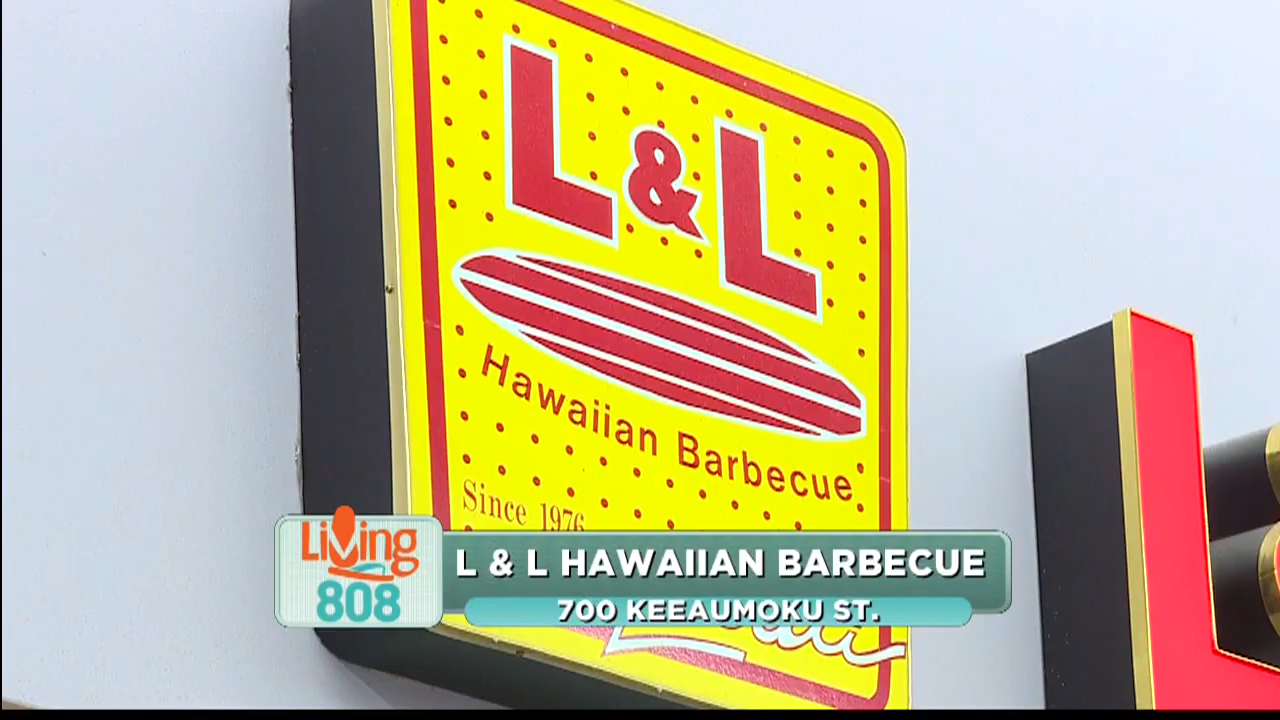 L & L
Hawaiian Barbecue
Since 1976
Living
808
L & L HAWAIIAN BARBECUE
700 KEEAUMOKU ST.